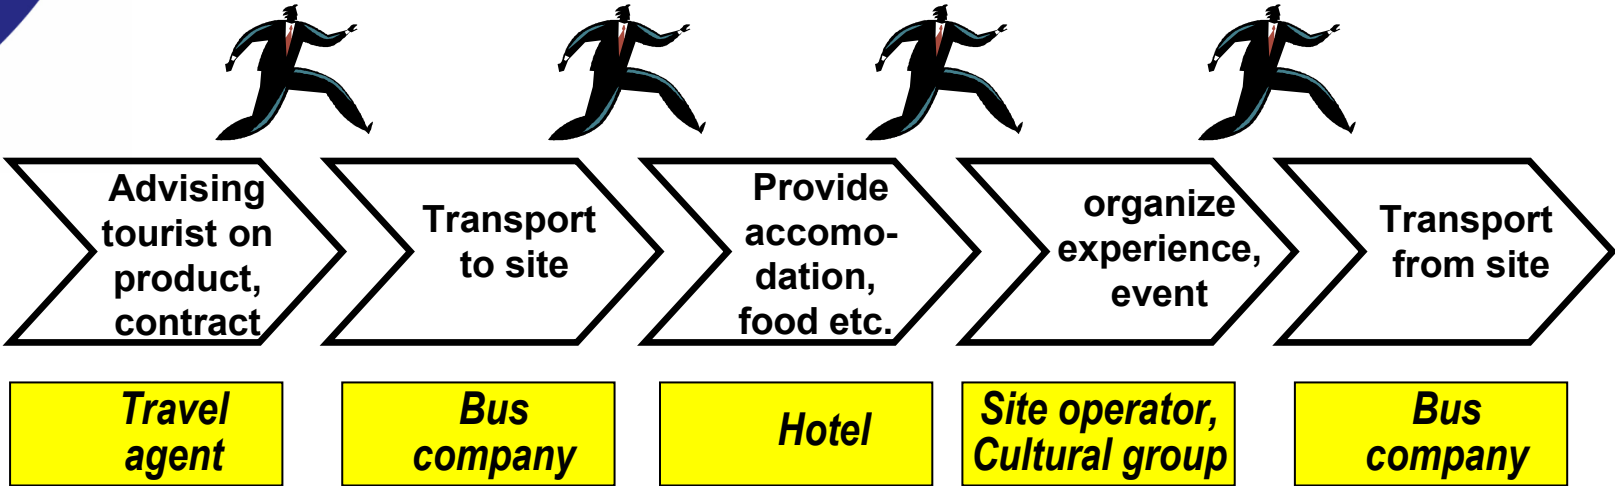 Advising
tourist on
product,
contract
Transport
to site
Provide
accomo-
dation,
food etc.
organize
experience,
event
Transport
from site
Travel
agent
Bus
company
Hotel
Site operator,
Cultural group
Bus
company